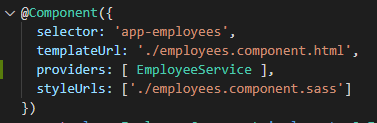 @Component({
  selector: 'app-employees',
  templateUrl: './employees.component.html',
  providers: [ EmployeeService ],
  styleUrls: ['./employees.component.sass']
})